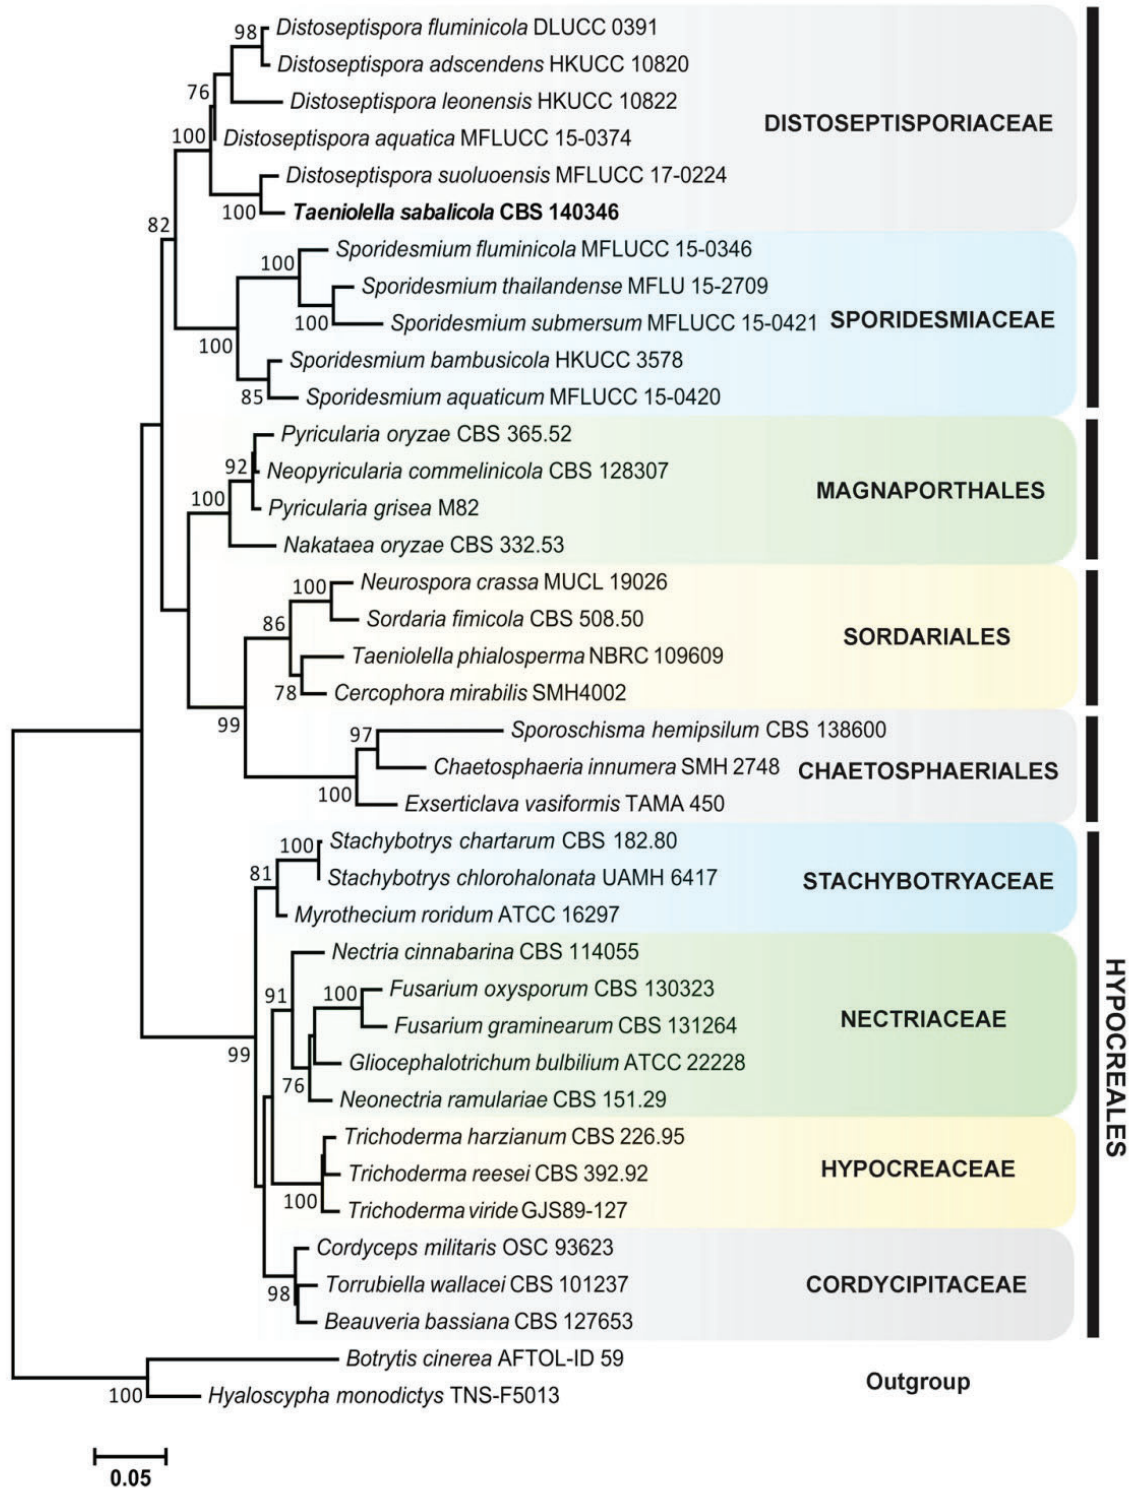 98
Distoseptispora fluminicola DLUCC 0391
Distoseptispora adscendens HKUCC 10820
76
Distoseptispora leonensis HKUCC 10822
DISTOSEPTISPORIACEAE
100
Distoseptispora aquatica MFLUCC 15-0374
Distoseptispora suoluoensis MFLUCC 17-0224
100
Taeniolella sabalicola CBS 140346
82
Sporidesmium fluminicola MFLUCC 15-0346
100
Sporidesmium thailandense MFLU 15-2709
100
Sporidesmium submersum MFLUCC 15-0421
SPORIDESMIACEAE
100
Sporidesmium bambusicola HKUCC 3578
85
Sporidesmium aquaticum MFLUCC 15-0420
Pyricularia oryzae CBS 365.52
92
Neopyricularia commelinicola CBS 128307
MAGNAPORTHALES
100
Pyricularia grisea M82
Nakataea oryzae CBS 332.53
100
Neurospora crassa MUCL 19026
Sordaria fimicola CBS 508.50
86
SORDARIALES
Taeniolella phialosperma NBRC 109609
78
Cercophora mirabilis SMH4002
99
97
Sporoschisma hemipsilum CBS 138600
Chaetosphaeria innumera SMH 2748
CHAETOSPHAERIALES
100
Exserticlava vasiformis TAMA 450
100
Stachybotrys chartarum CBS 182.80
81
Stachybotrys chlorohalonata UAMH 6417
STACHYBOTRYACEAE
Myrothecium roridum ATCC 16297
Nectria cinnabarina CBS 114055
91
100
Fusarium oxysporum CBS 130323
Fusarium graminearum CBS 131264
NECTRIACEAE
99
Gliocephalotrichum bulbilium ATCC 22228
76
Neonectria ramulariae CBS 151.29
HYPOCREALES
Trichoderma harzianum CBS 226.95
Trichoderma reesei CBS 392.92
HYPOCREACEAE
100
Trichoderma viride GJS89-127
Cordyceps militaris OSC 93623
Torrubiella wallacei CBS 101237
CORDYCIPITACEAE
98
Beauveria bassiana CBS 127653
Botrytis cinerea AFTOL-ID 59
Outgroup
100
Hyaloscypha monodictys TNS-F5013
0.05